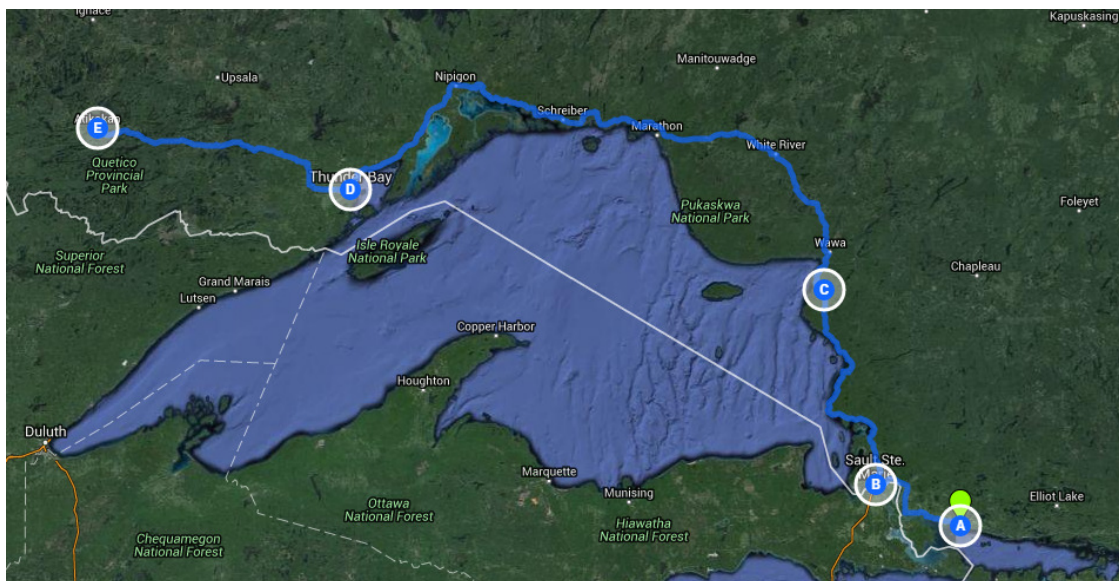 Ignace
Kapuskasing
Manitouwadge
Upsala
Nipigon
Schreiber
Atikokan
E
Marathon
White River
Quetico
Provincial
Park
Thunder Bay
D
Pukaskwa
National Park
Foleyet
Superior
National Forest
Isle Royale
National Park
Wawa
Chapleau
C
Grand Marais
Lutsen
Copper Harbor
Houghton
Duluth
Marquette
Munising
Sault Ste.
Marie
B
Elliot Lake
A
Ottawa
National Forest
Hiawatha
National Forest
Chequamegon
National Forest